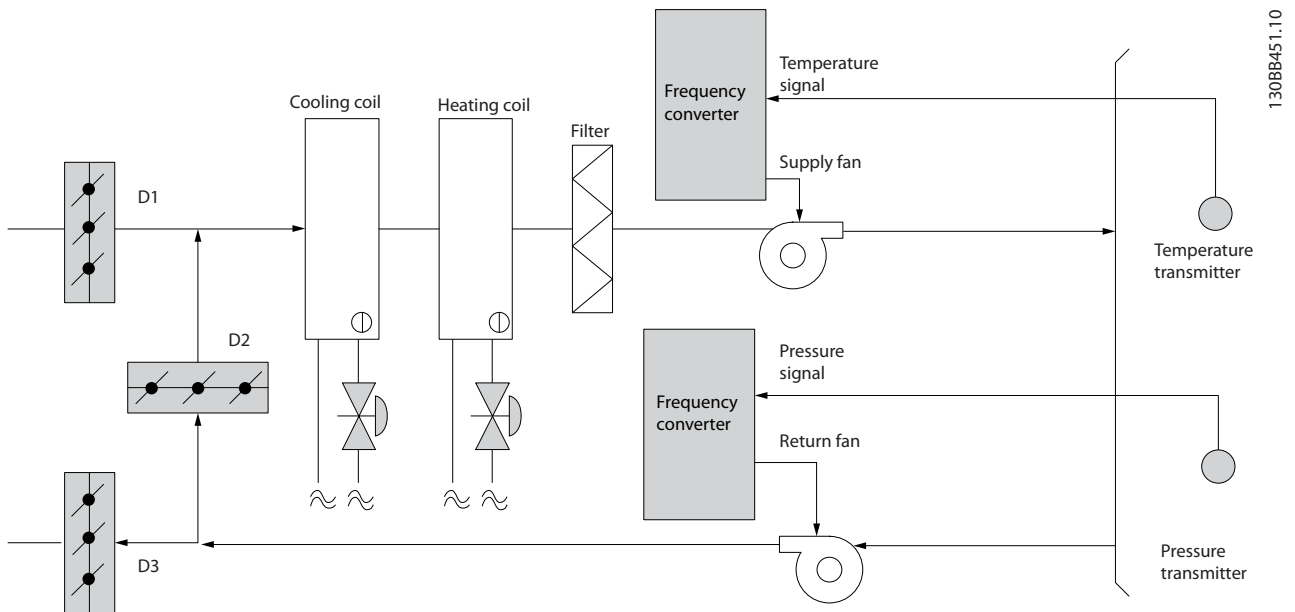 130BB451.10
Temperature
signal
Frequency
converter
Cooling coil
Heating coil
Filter
Supply fan
D1
Temperature
transmitter
D2
Pressure
signal
Frequency
converter
Return fan
D3
Pressure
transmitter